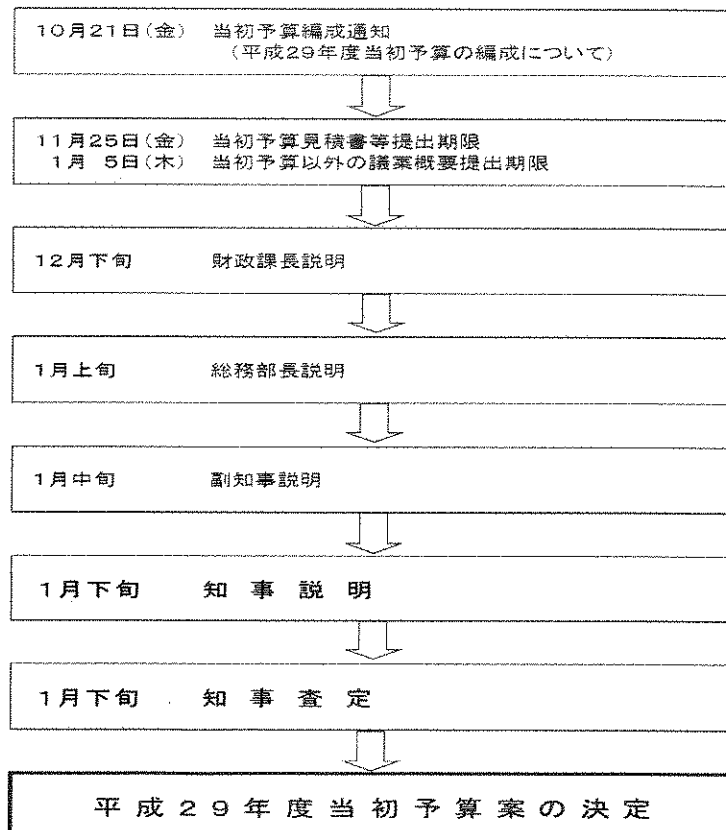 10月21日(金) 当初予算編成通知
(平成29年度当初予算の編成について)
11月25日(金) 当初予算見積書等提出期限
1月 5日(木) 当初予算以外の議案概要提出期限
12月下旬 財政課長説明
1月上旬 総務部長説明
1月中旬 副知事説明
1月下旬 知事説明
1月下旬 知事査定
平成29年度当初予算案の決定